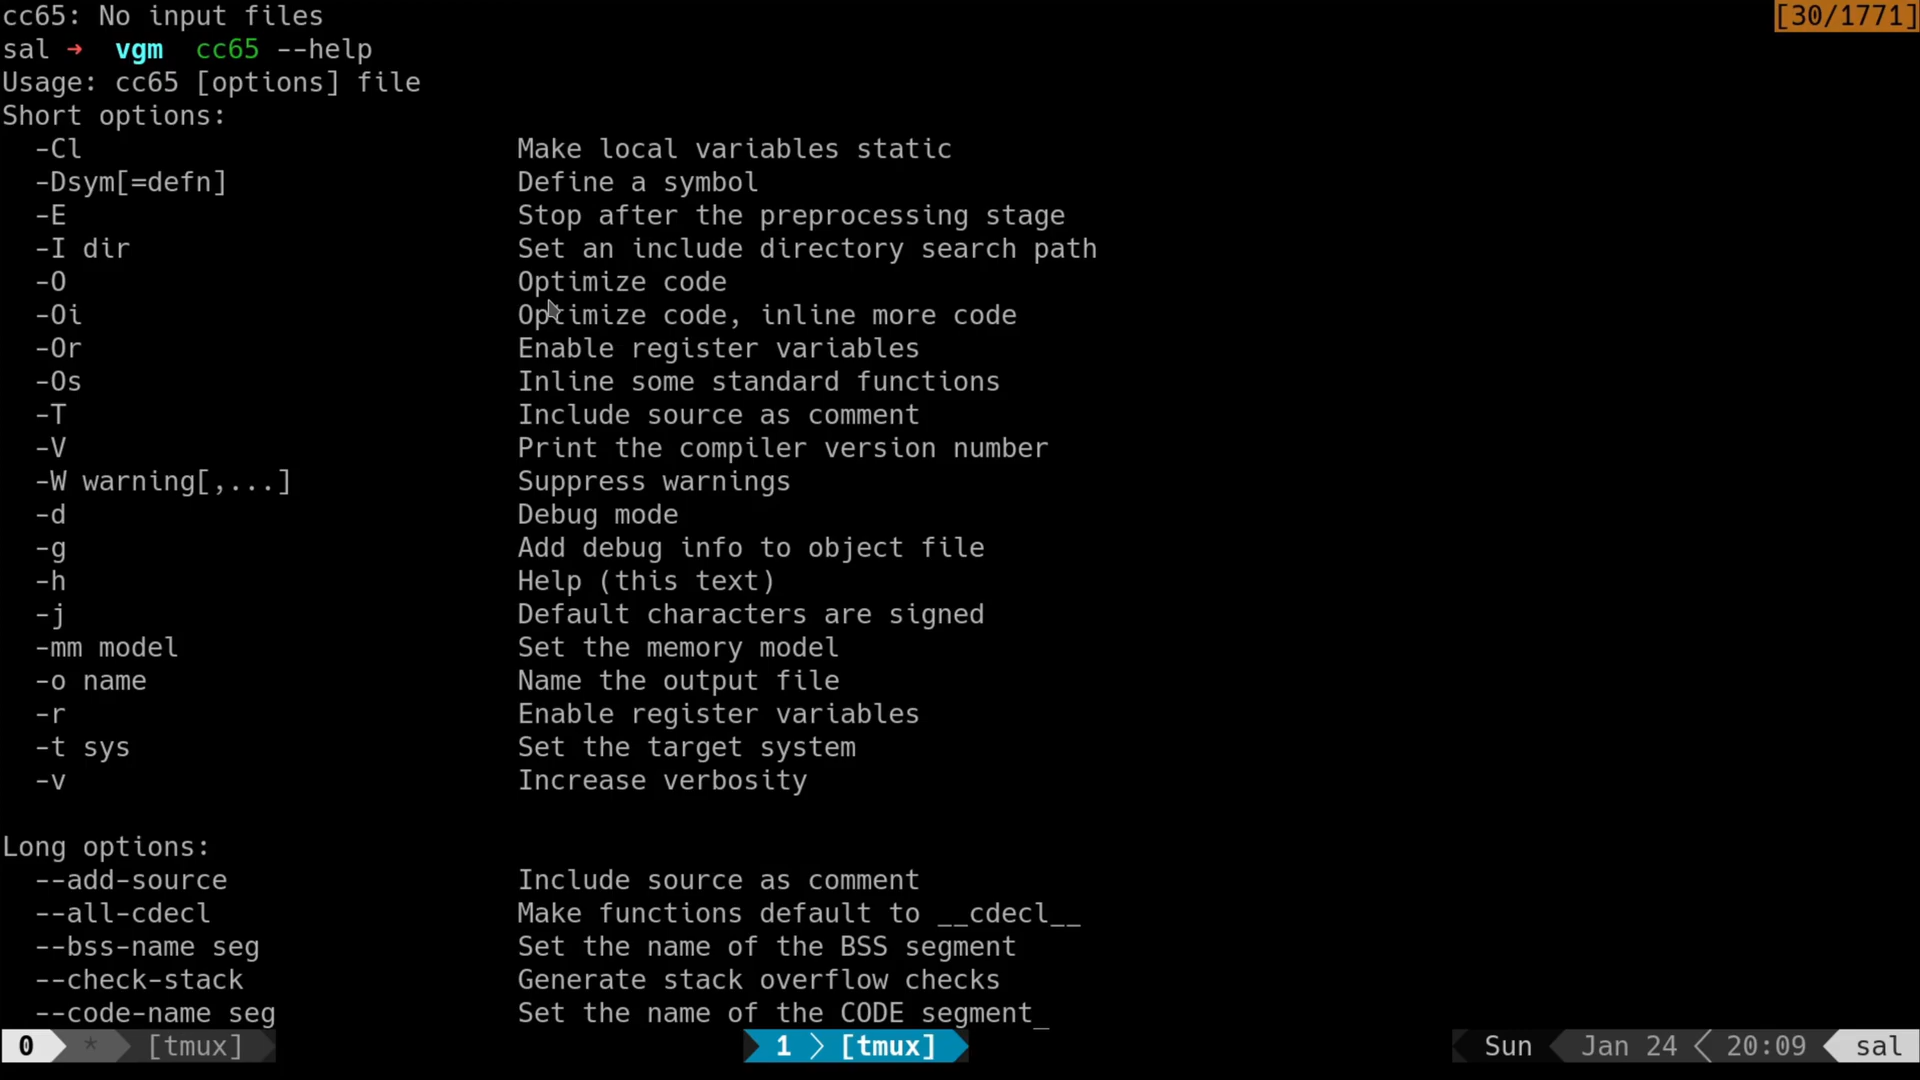 cc65: No input files [30/1771]
sal → vgm cc65 --help
Usage: cc65 [options] file
Short options:
-Cl Make local variables static
-Dsym[=defn] Define a symbol
-E Stop after the preprocessing stage
-I dir Set an include directory search path
-O Optimize code
-Oi Optimize code, inline more code
-Or Enable register variables
-Os Inline some standard functions
-T Include source as comment
-V Print the compiler version number
-W warning[,...] Suppress warnings
-d Debug mode
-g Add debug info to object file
-h Help (this text)
-j Default characters are signed
-mm model Set the memory model
-o name Name the output file
-r Enable register variables
-t sys Set the target system
-v Increase verbosity
Long options:
--add-source Include source as comment
--all-cdecl Make functions default to __cdecl__
--bss-name seg Set the name of the BSS segment
--check-stack Generate stack overflow checks
--code-name seg Set the name of the CODE segment_
0 * [tmux] 1 [tmux] Sun Jan 24 20:09 sal